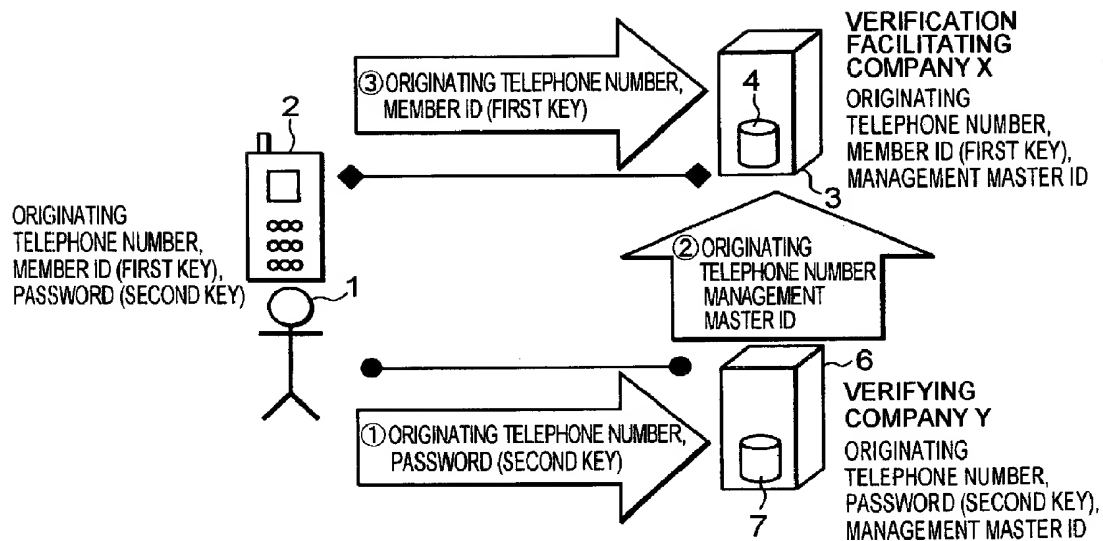 VERIFICATION
FACILITATING
COMPANY X
③ ORIGINATING TELEPHONE NUMBER,
MEMBER ID (FIRST KEY)
4
2
ORIGINATING
TELEPHONE NUMBER,
MEMBER ID (FIRST KEY),
MANAGEMENT MASTER ID
3
ORIGINATING
TELEPHONE NUMBER,
MEMBER ID (FIRST KEY),
PASSWORD (SECOND KEY)
1
② ORIGINATING
TELEPHONE NUMBER
MANAGEMENT
MASTER ID
6
VERIFYING
COMPANY Y
① ORIGINATING TELEPHONE NUMBER,
PASSWORD (SECOND KEY)
7
ORIGINATING
TELEPHONE NUMBER,
PASSWORD (SECOND KEY),
MANAGEMENT MASTER ID